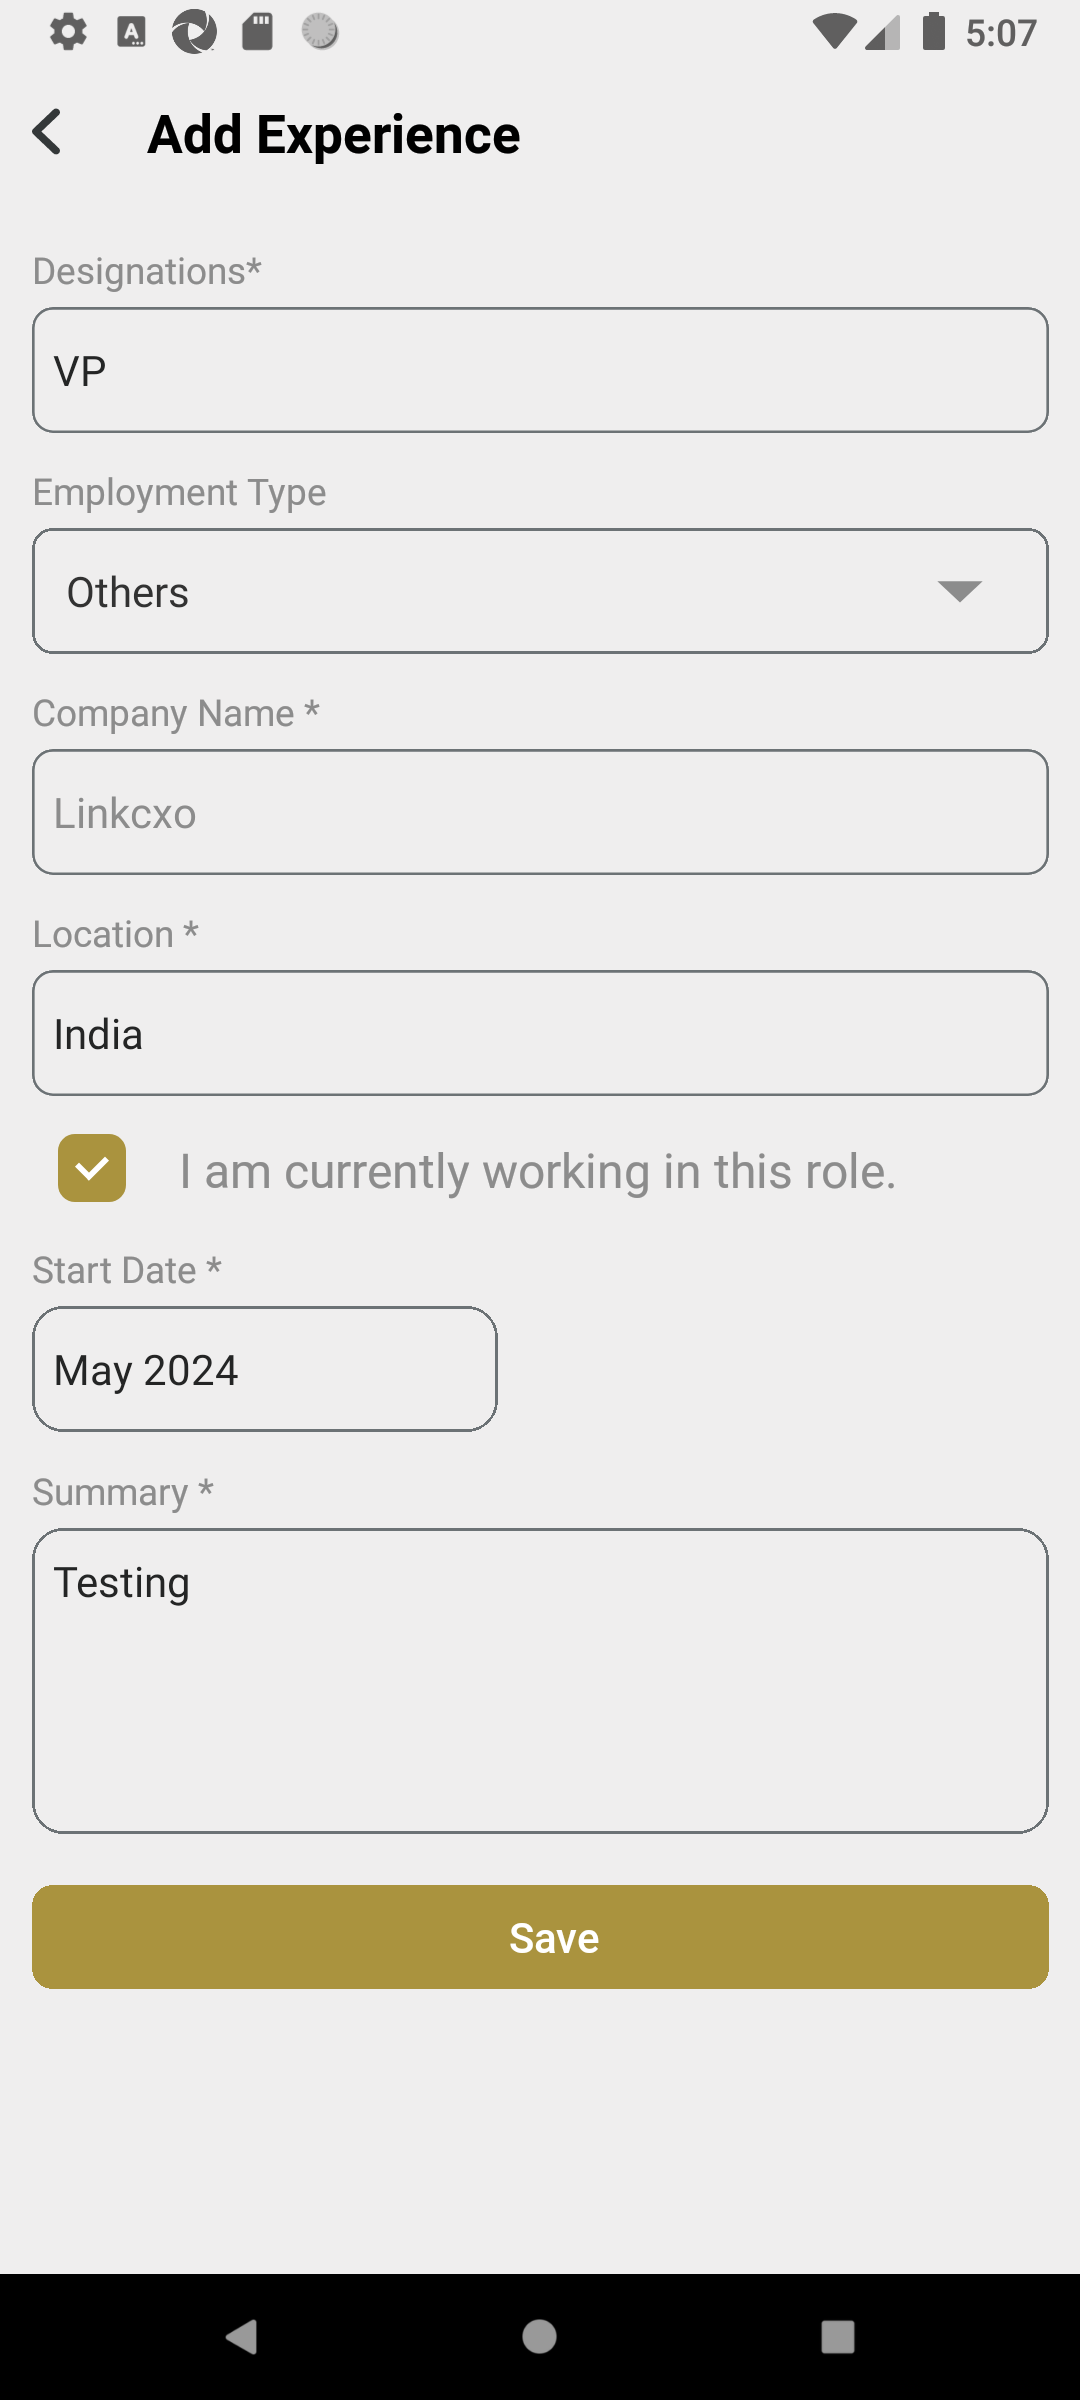 5:07
Add Experience
Designations*
VP
Employment Type
Others
Company Name *
Linkcxo
Location *
India
I am currently working in this role.
Start Date *
May 2024
Summary *
Testing
Save